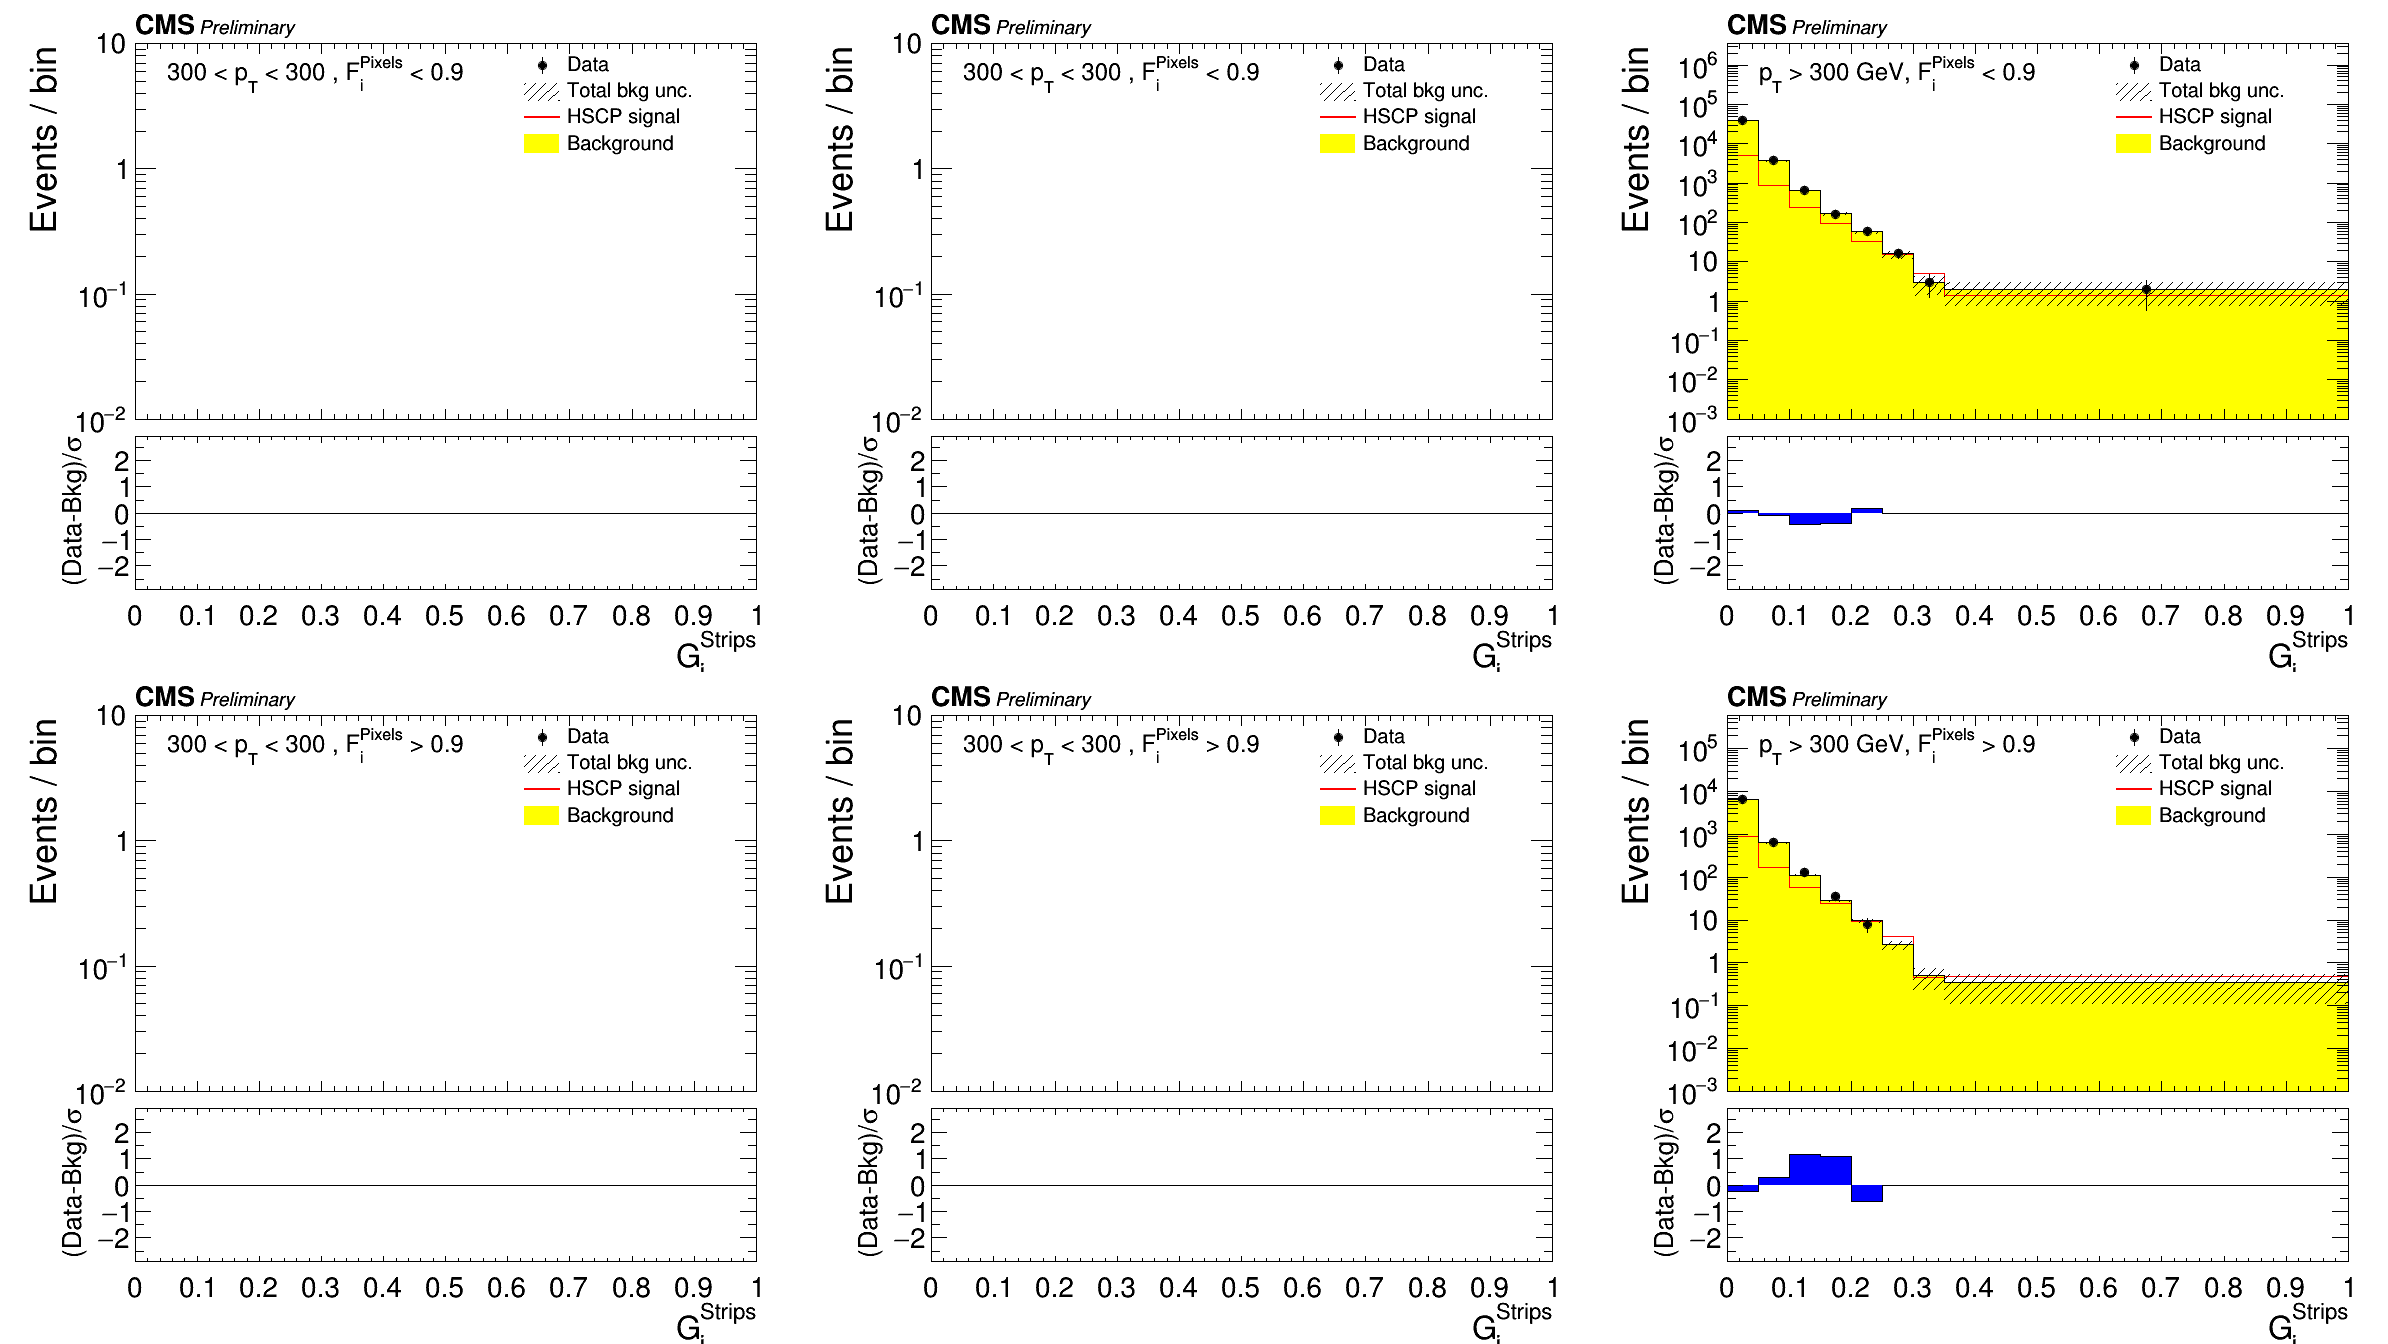 CMS Preliminary
Events / bin
300 < p_T < 300 , F_i^Pixels < 0.9
Data
Total bkg unc.
HSCP signal
Background
10
1
10^−1
10^−2
(Data-Bkg)/σ
2
1
0
−1
−2
0 0.1 0.2 0.3 0.4 0.5 0.6 0.7 0.8 0.9 1
G_i^Strips
CMS Preliminary
Events / bin
300 < p_T < 300 , F_i^Pixels < 0.9
Data
Total bkg unc.
HSCP signal
Background
10
1
10^−1
10^−2
(Data-Bkg)/σ
2
1
0
−1
−2
0 0.1 0.2 0.3 0.4 0.5 0.6 0.7 0.8 0.9 1
G_i^Strips
CMS Preliminary
Events / bin
p_T > 300 GeV, F_i^Pixels < 0.9
Data
Total bkg unc.
HSCP signal
Background
10^6
10^5
10^4
10^3
10^2
10
1
10^−1
10^−2
10^−3
(Data-Bkg)/σ
2
1
0
−1
−2
0 0.1 0.2 0.3 0.4 0.5 0.6 0.7 0.8 0.9 1
G_i^Strips
CMS Preliminary
Events / bin
300 < p_T < 300 , F_i^Pixels > 0.9
Data
Total bkg unc.
HSCP signal
Background
10
1
10^−1
10^−2
(Data-Bkg)/σ
2
1
0
−1
−2
0 0.1 0.2 0.3 0.4 0.5 0.6 0.7 0.8 0.9 1
G_i^Strips
CMS Preliminary
Events / bin
300 < p_T < 300 , F_i^Pixels > 0.9
Data
Total bkg unc.
HSCP signal
Background
10
1
10^−1
10^−2
(Data-Bkg)/σ
2
1
0
−1
−2
0 0.1 0.2 0.3 0.4 0.5 0.6 0.7 0.8 0.9 1
G_i^Strips
CMS Preliminary
Events / bin
p_T > 300 GeV, F_i^Pixels > 0.9
Data
Total bkg unc.
HSCP signal
Background
10^5
10^4
10^3
10^2
10
1
10^−1
10^−2
10^−3
(Data-Bkg)/σ
2
1
0
−1
−2
0 0.1 0.2 0.3 0.4 0.5 0.6 0.7 0.8 0.9 1
G_i^Strips